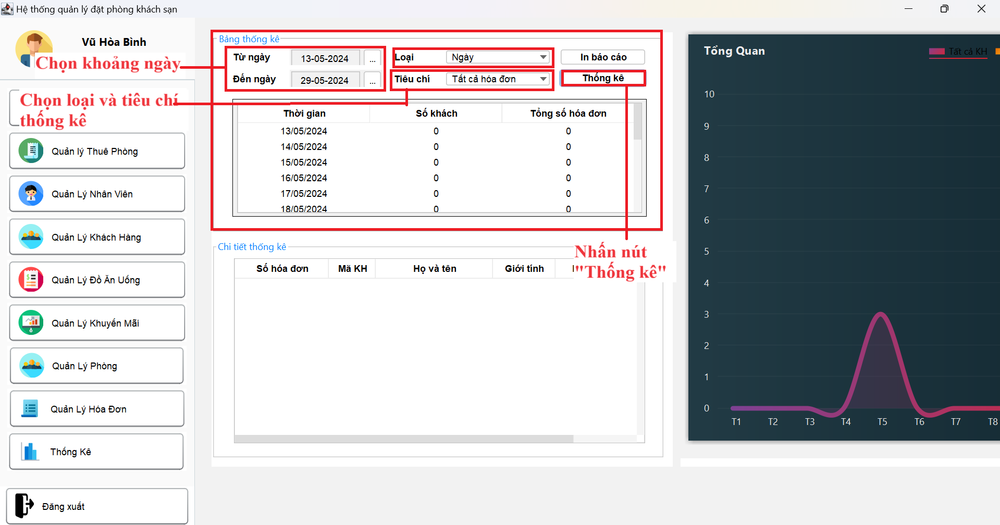 Hệ thống quản lý đặt phòng khách sạn
Vũ Hòa Bình
Chọn khoảng ngày
Chọn loại và tiêu chí
thống kê
Quản lý Thuê Phòng
Quản Lý Nhân Viên
Quản Lý Khách Hàng
Quản Lý Đồ Ăn Uống
Quản Lý Khuyến Mãi
Quản Lý Phòng
Quản Lý Hóa Đơn
Thống Kê
Đăng xuất
Bảng thống kê
Từ ngày 13-05-2024 ... Loại Ngày In báo cáo
Đến ngày 29-05-2024 ... Tiêu chí Tất cả hóa đơn Thống kê
Thời gian Số khách Tổng số hóa đơn
13/05/2024 0 0
14/05/2024 0 0
15/05/2024 0 0
16/05/2024 0 0
17/05/2024 0 0
18/05/2024 0 0
Chi tiết thống kê
Số hóa đơn Mã KH Họ và tên Giới tính
Nhấn nút
"Thống kê"
Tổng Quan
Tất cả KH
10
9
8
7
6
5
4
3
2
1
0
T1 T2 T3 T4 T5 T6 T7 T8